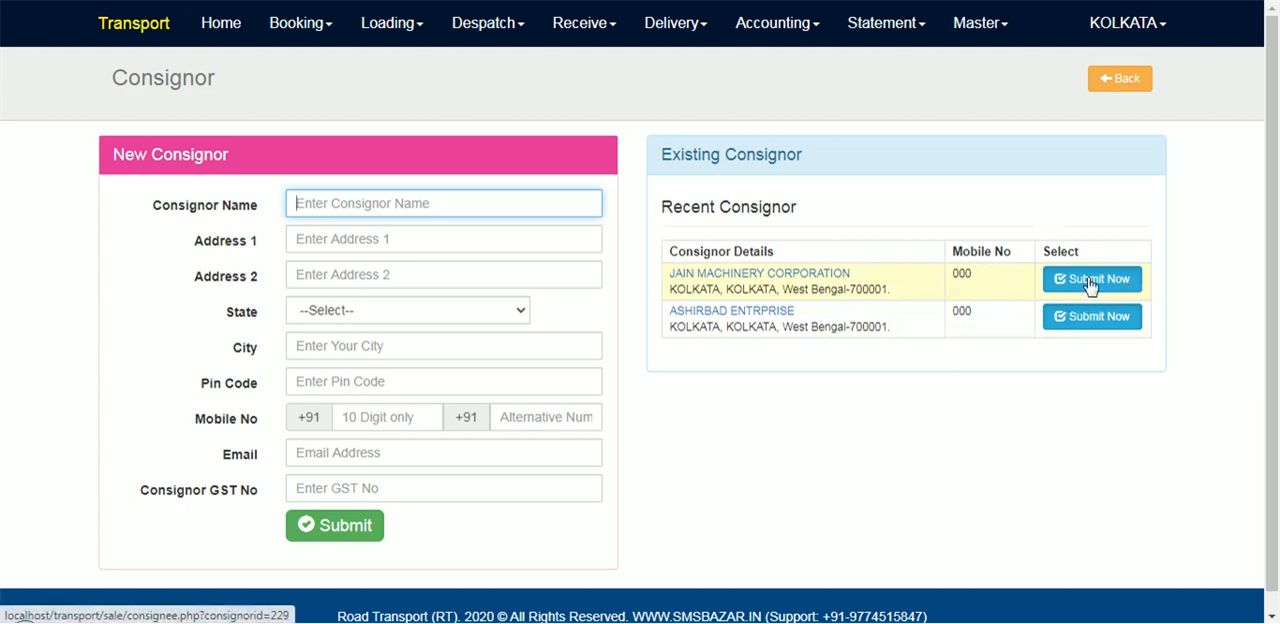 Transport Home Booking Loading Despatch Receive Delivery Accounting Statement Master KOLKATA
Consignor
Back
New Consignor
Consignor Name Enter Consignor Name
Address 1 Enter Address 1
Address 2 Enter Address 2
State --Select--
City Enter Your City
Pin Code Enter Pin Code
Mobile No +91 10 Digit only +91 Alternative Num
Email Email Address
Consignor GST No Enter GST No
Submit
Existing Consignor
Recent Consignor
Consignor Details Mobile No Select
JAIN MACHINERY CORPORATION 000 Submit Now
KOLKATA, KOLKATA, West Bengal-700001.
ASHIRBAD ENTRPRISE 000 Submit Now
KOLKATA, KOLKATA, West Bengal-700001.
localhost/transport/sale/consignee.php?consignorid=229
Road Transport (RT). 2020 © All Rights Reserved. WWW.SMSBAZAR.IN (Support: +91-9774515847)